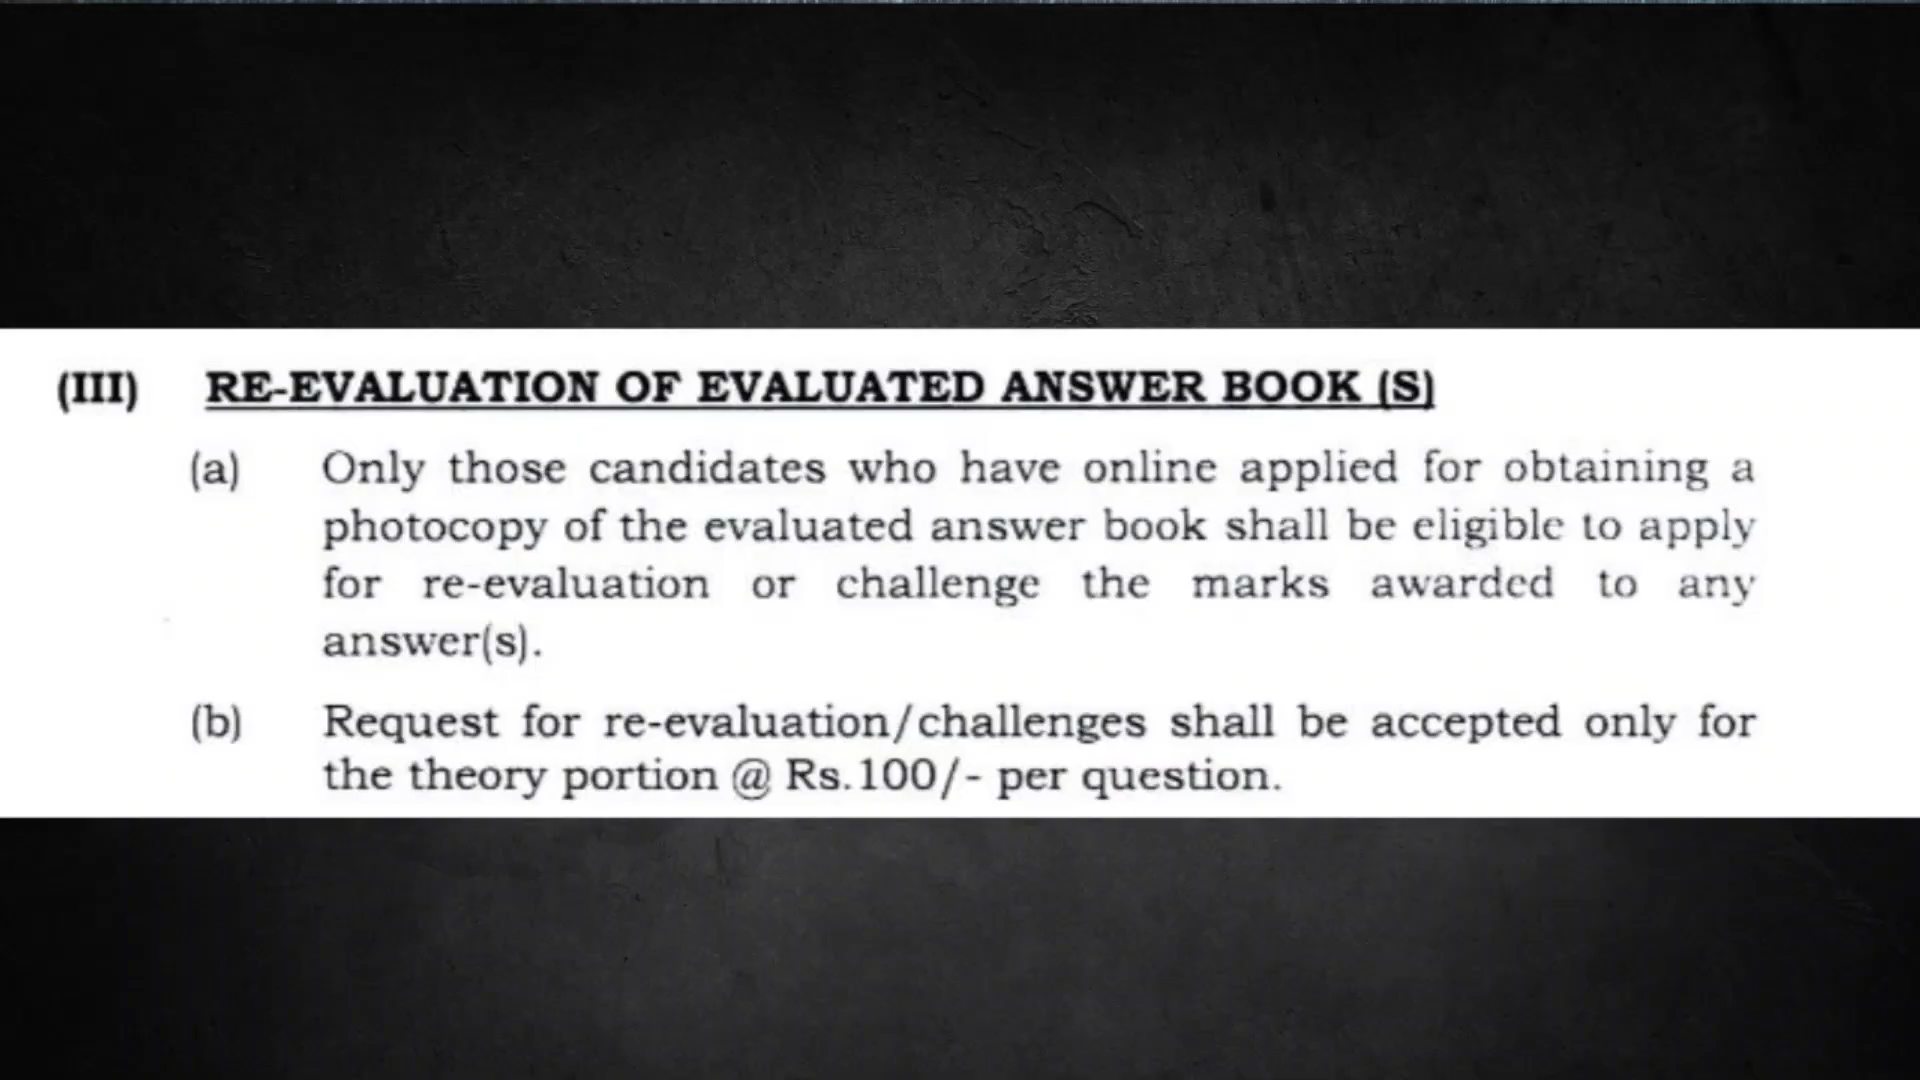 (III) RE-EVALUATION OF EVALUATED ANSWER BOOK (S)
(a) Only those candidates who have online applied for obtaining a
photocopy of the evaluated answer book shall be eligible to apply
for re-evaluation or challenge the marks awarded to any
answer(s).
(b) Request for re-evaluation/challenges shall be accepted only for
the theory portion @ Rs.100/- per question.